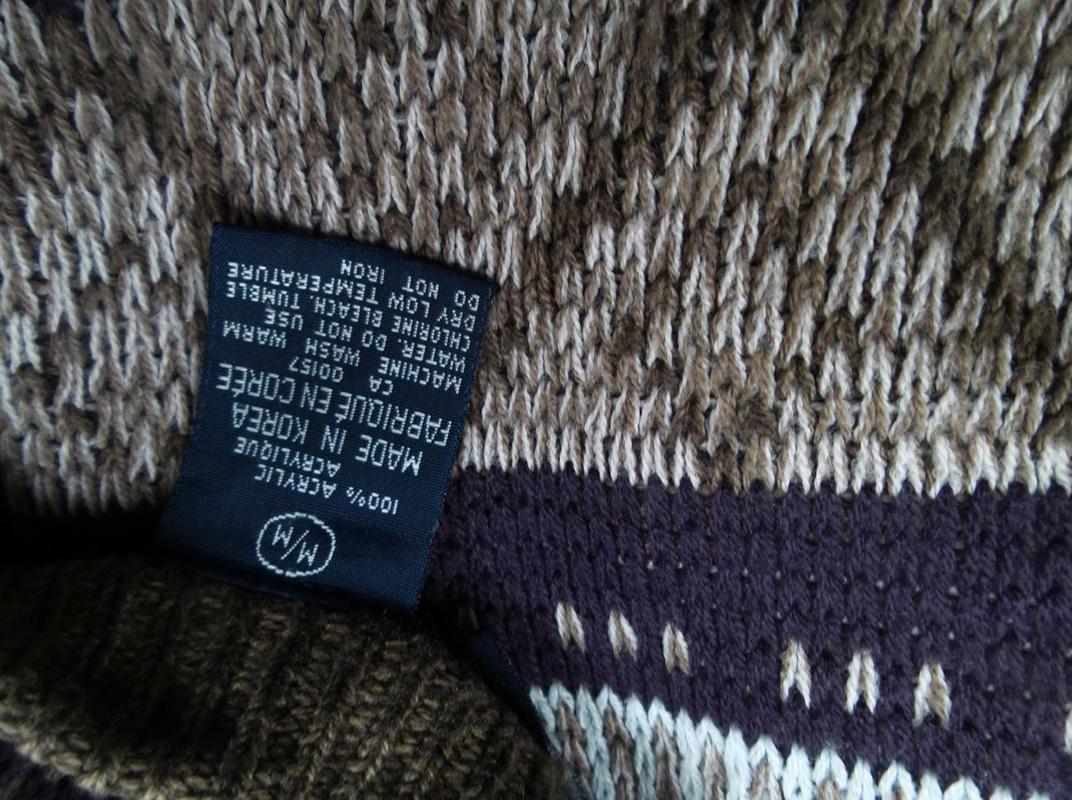 M/M
100% ACRYLIC
ACRYLIQUE
MADE IN KOREA
FABRIQUÉ EN CORÉE
CA 00157
MACHINE WASH WARM
WATER. DO NOT USE
CHLORINE BLEACH. TUMBLE
DRY LOW TEMPERATURE
DO NOT IRON